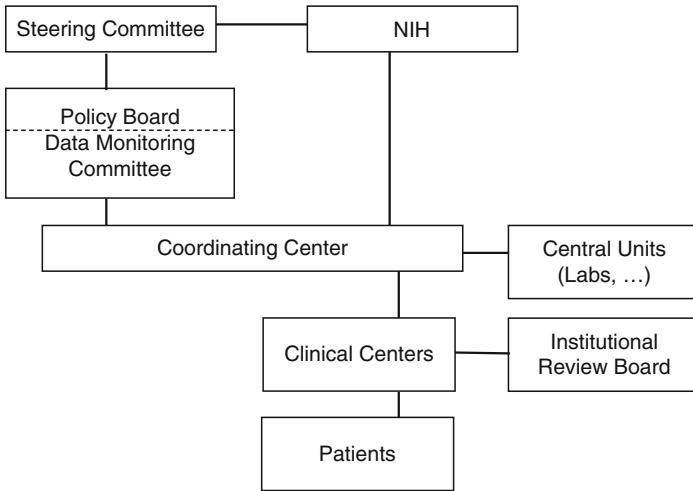 Steering Committee
NIH
Policy Board
Data Monitoring
Committee
Coordinating Center
Central Units
(Labs, …)
Clinical Centers
Institutional
Review Board
Patients